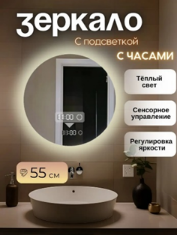 зеркало
С подсветкой
С ЧАСАМИ
Тёплый
свет
Сенсорное
управление
Регулировка
яркости
55 см